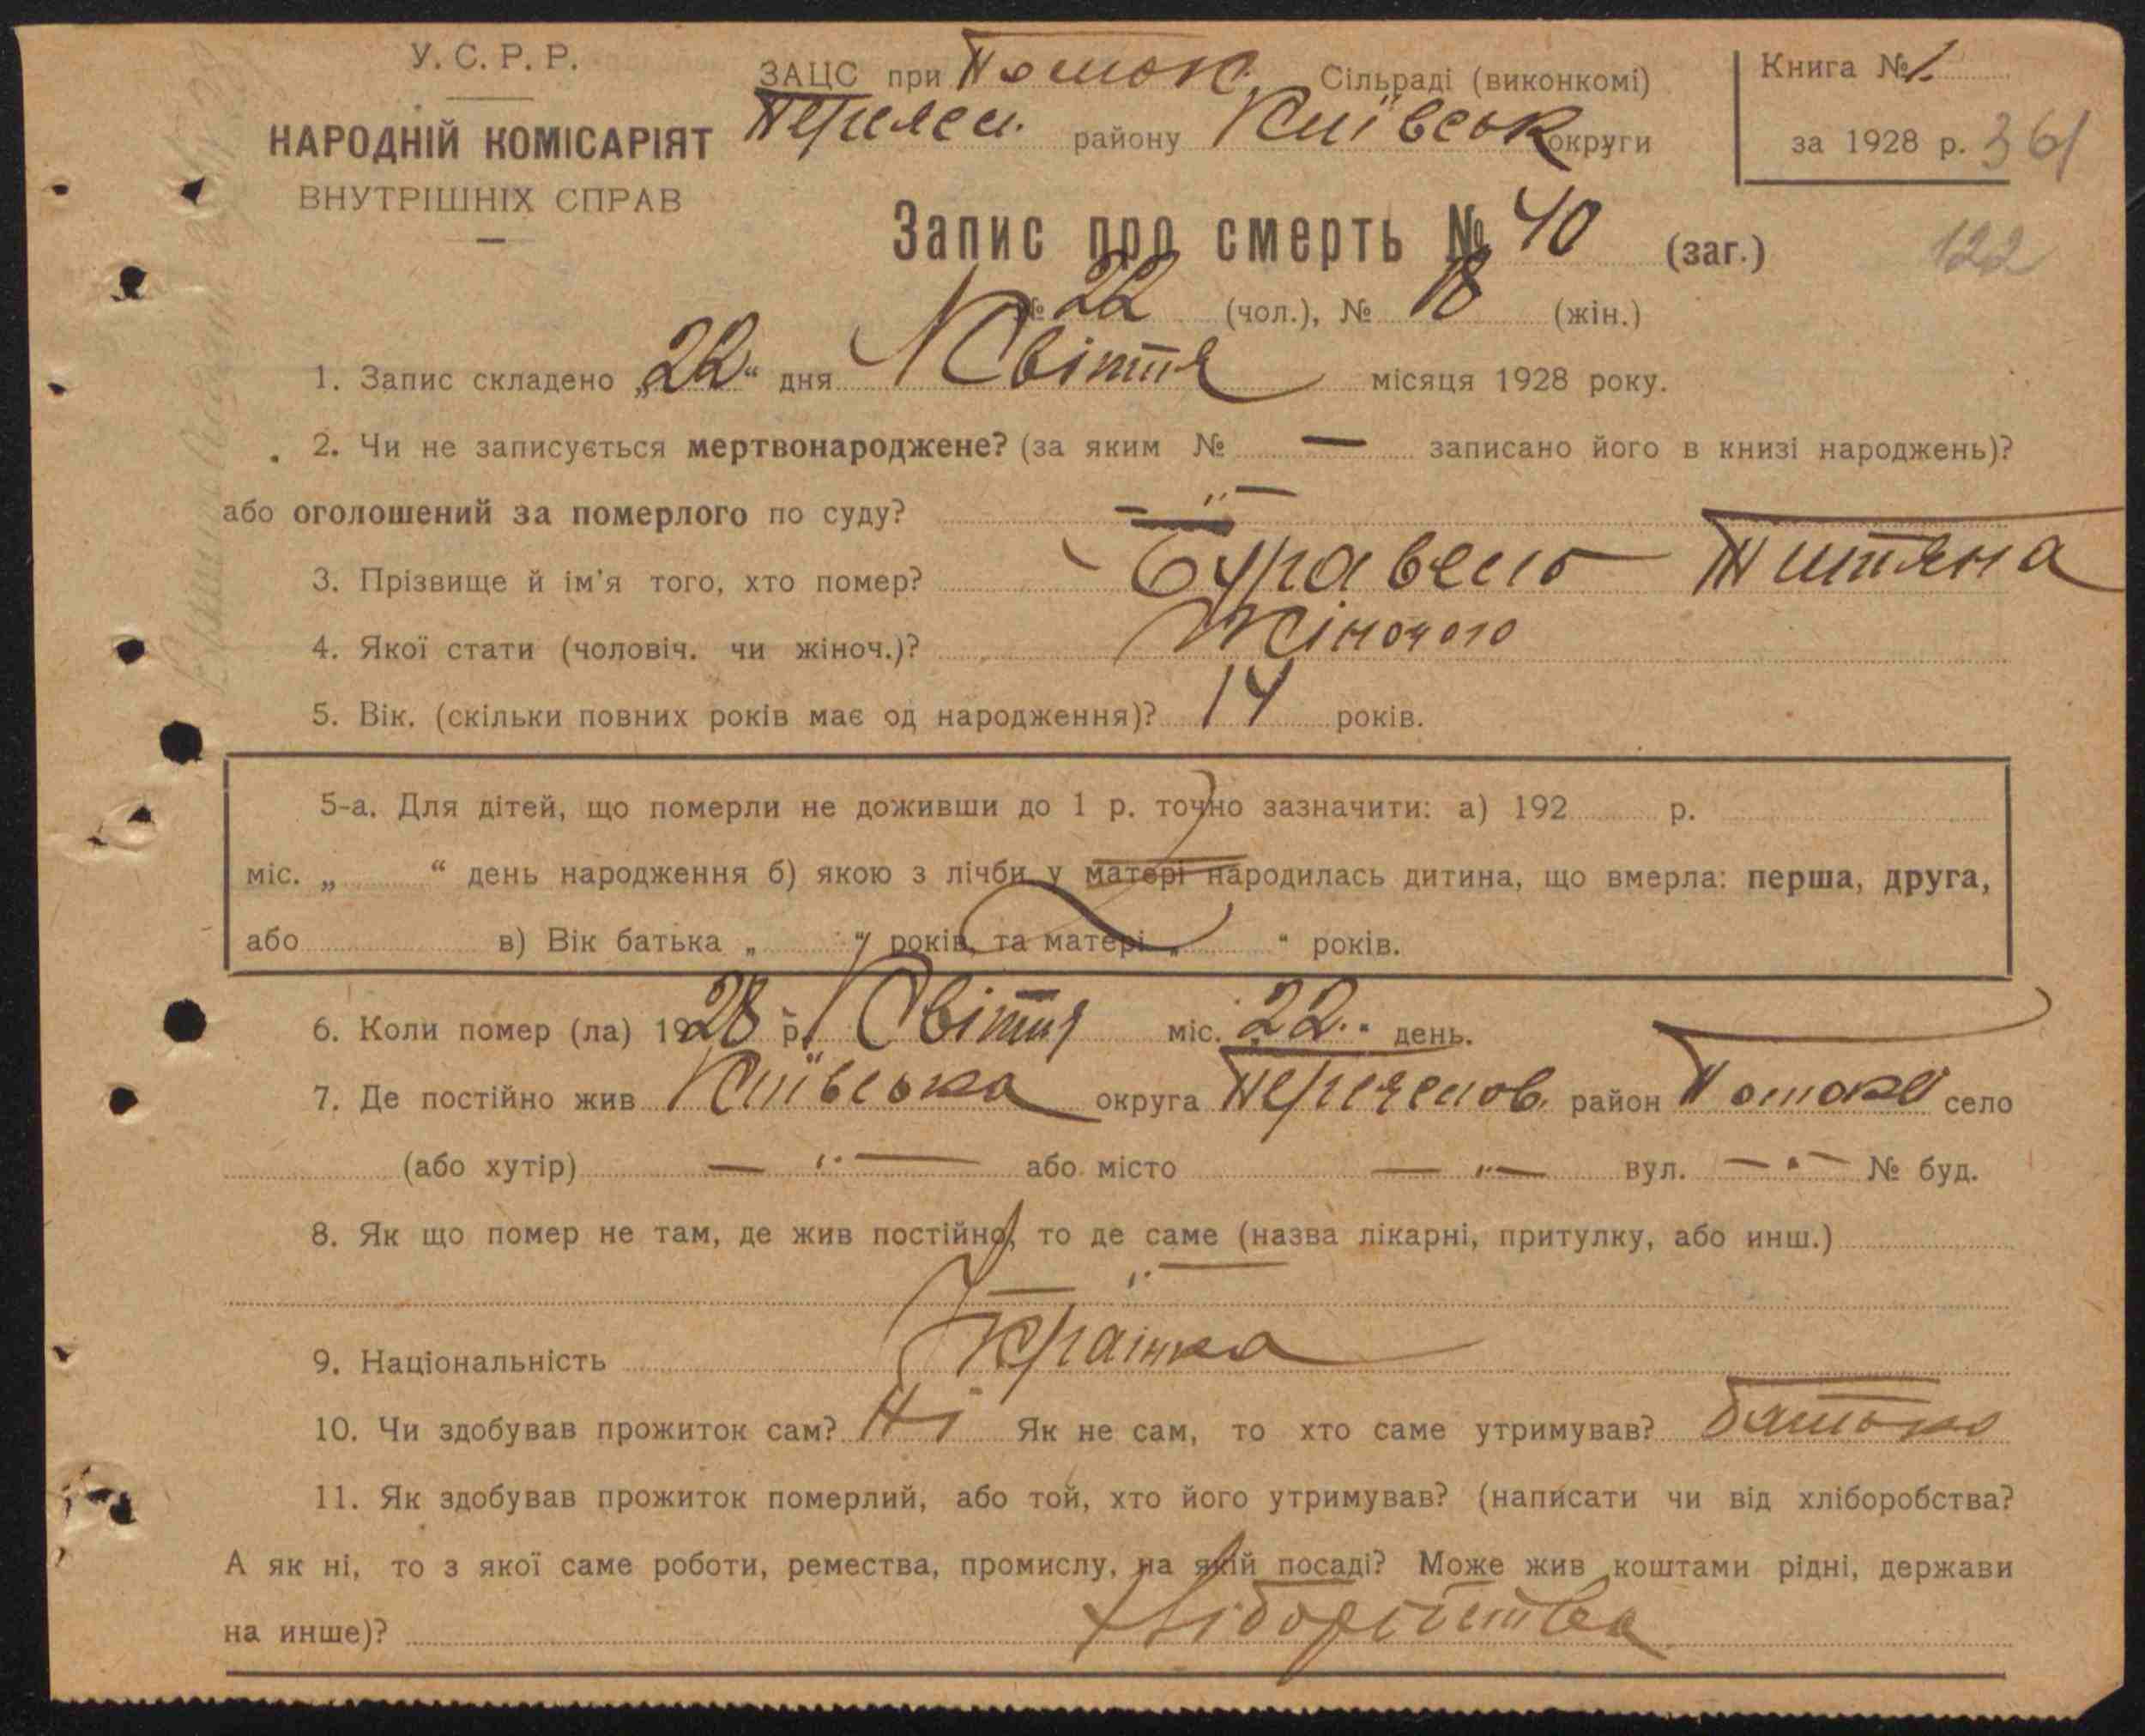 У.С.Р.Р.
НАРОДНІЙ КОМІСАРІЯТ
ВНУТРІШНІХ СПРАВ
ЗАЦС при Поток. Сільраді (виконкомі)
району Київськ округи
Книга № 1.
за 1928 р. 361
Запис про смерть № 40 (заг.)
122
№ 22 (чол.), № 18 (жін.)
1. Запис складено „22“ дня Квітня місяця 1928 року.
2. Чи не записується мертвонароджене? (за яким № — записано його в книзі народжень)?
або оголошений за померлого по суду? — „ —
3. Прізвище й ім'я того, хто помер? Титяна
4. Якої стати (чоловіч. чи жіноч.)? Жіночого
5. Вік. (скільки повних років має од народження)? 14 років.
5-а. Для дітей, що померли не доживши до 1 р. точно зазначити: а) 192 р.
міс. „ “ день народження б) якою з лічби у матері народилась дитина, що вмерла: перша, друга,
або в) Вік батька „ “ років, та матері „ “ років.
6. Коли помер (ла) 1928 р. Квітня міс. 22 день.
7. Де постійно жив Київська округа район Потоки село
(або хутір) — „ — або місто — „ — вул. — „ — № буд.
8. Як що помер не там, де жив постійно, то де саме (назва лікарні, притулку, або инш.)
— „ —
9. Національність Украінка
10. Чи здобував прожиток сам? Ні Як не сам, то хто саме утримував? батько
11. Як здобував прожиток померлий, або той, хто його утримував? (написати чи від хліборобства?
А як ні, то з якої саме роботи, ремества, промислу, на якій посаді? Може жив коштами рідні, держави
на инше)? Хліборобства